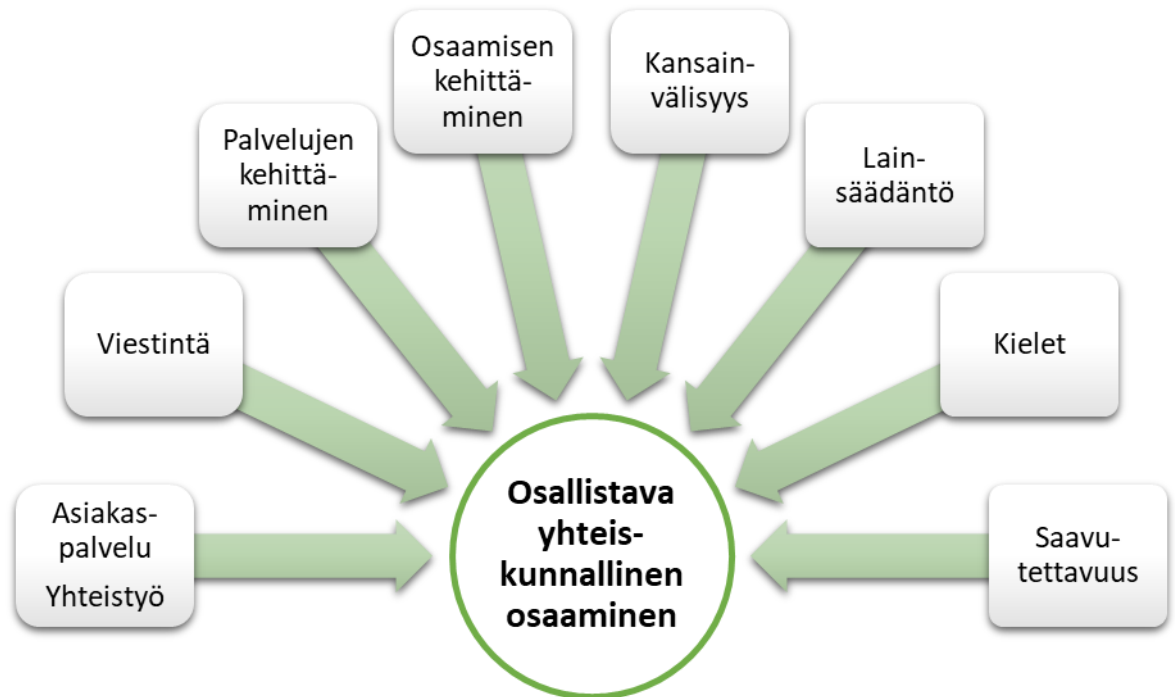 Osaamisen
kehittä-
minen
Kansain-
välisyys
Palvelujen
kehittä-
minen
Lain-
säädäntö
Viestintä
Kielet
Asiakas-
palvelu
Yhteistyö
Osallistava
yhteis-
kunnallinen
osaaminen
Saavu-
tettavuus